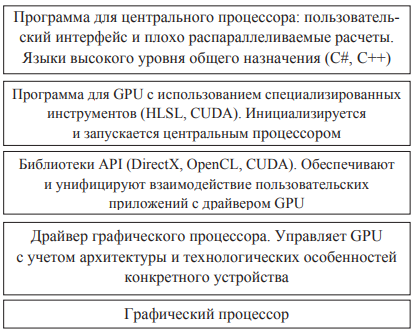 Программа для центрального процессора: пользователь-
ский интерфейс и плохо распараллеливаемые расчеты.
Языки высокого уровня общего назначения (C#, C++)
Программа для GPU с использованием специализированных
инструментов (HLSL, CUDA). Инициализируется
и запускается центральным процессором
Библиотеки API (DirectX, OpenCL, CUDA). Обеспечивают
и унифицируют взаимодействие пользовательских
приложений с драйвером GPU
Драйвер графического процессора. Управляет GPU
с учетом архитектуры и технологических особенностей
конкретного устройства
Графический процессор